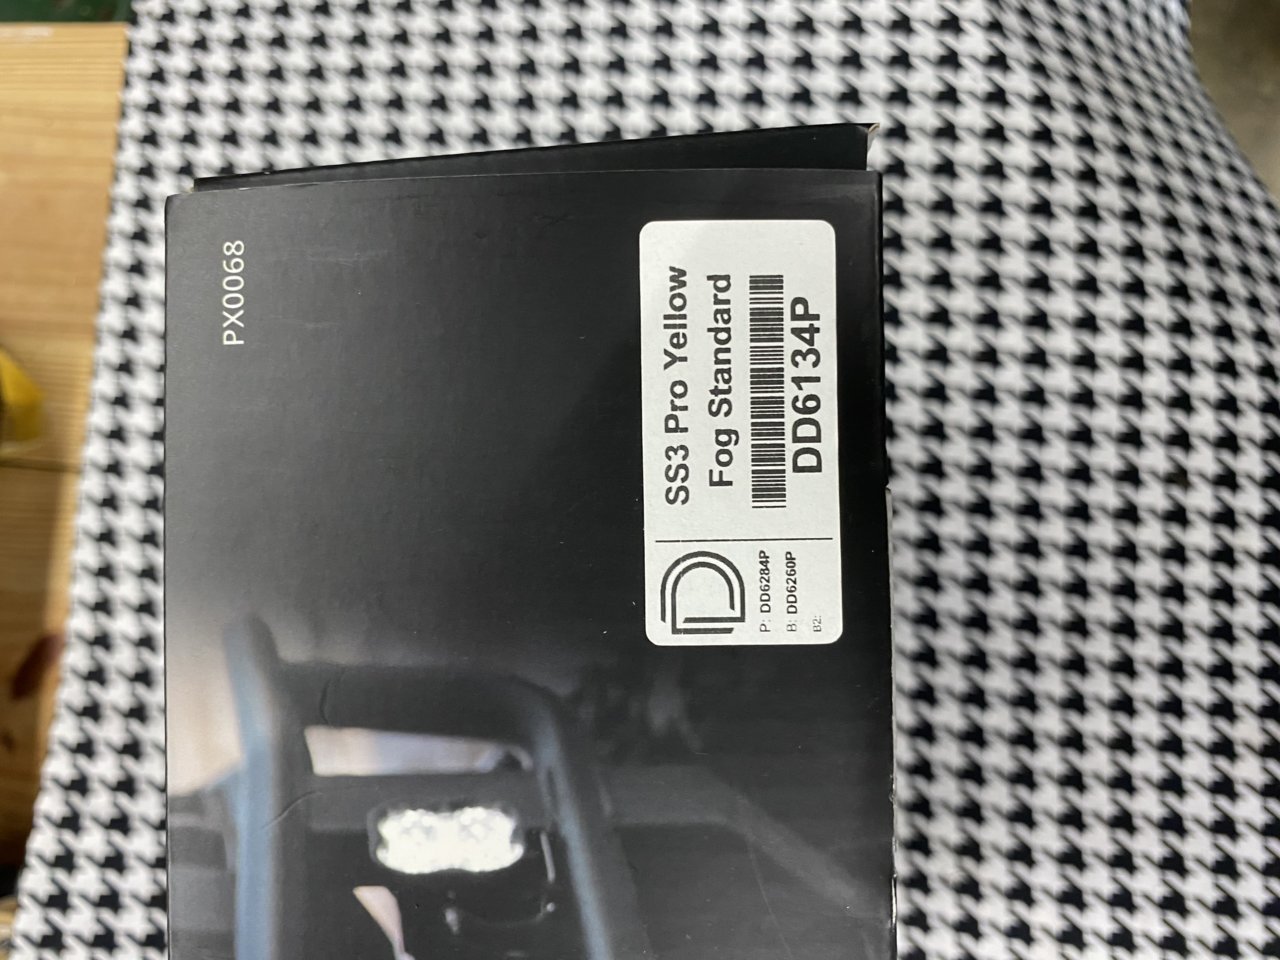 PX0068
SS3 Pro Yellow
Fog Standard
DD6134P
P: DD6284P
B: DD6260P
B2: